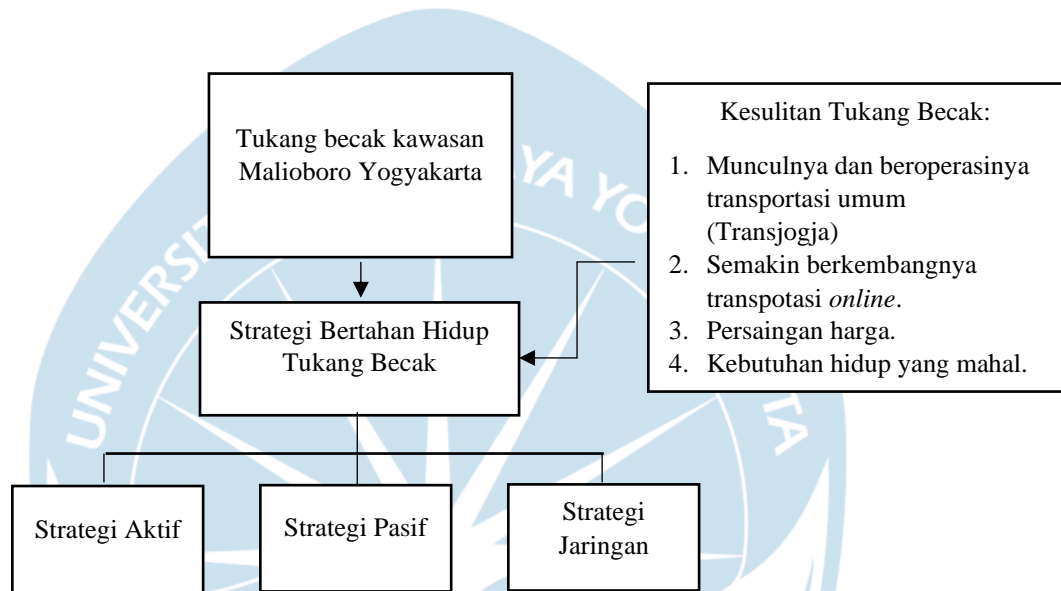 Tukang becak kawasan
Malioboro Yogyakarta
Kesulitan Tukang Becak:
1. Munculnya dan beroperasinya
transportasi umum
(Transjogja)
2. Semakin berkembangnya
transpotasi online.
3. Persaingan harga.
4. Kebutuhan hidup yang mahal.
Strategi Bertahan Hidup
Tukang Becak
Strategi Aktif
Strategi Pasif
Strategi
Jaringan